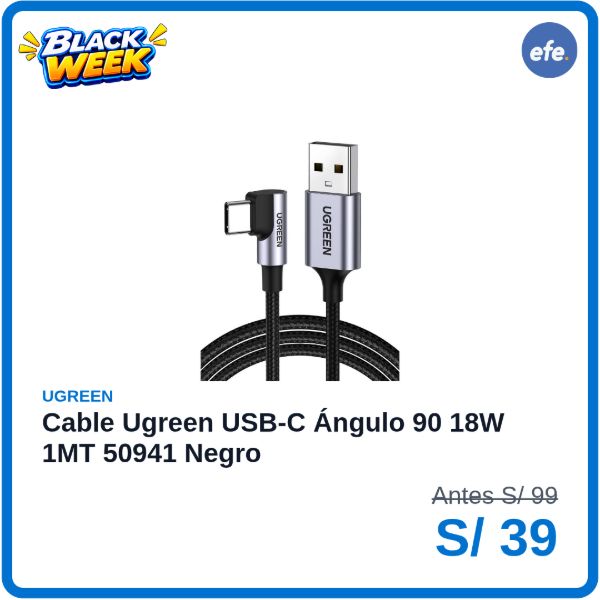 BLACK
WEEK
efe.
UGREEN
UGREEN
UGREEN
Cable Ugreen USB-C Ángulo 90 18W
1MT 50941 Negro
Antes S/ 99
S/ 39